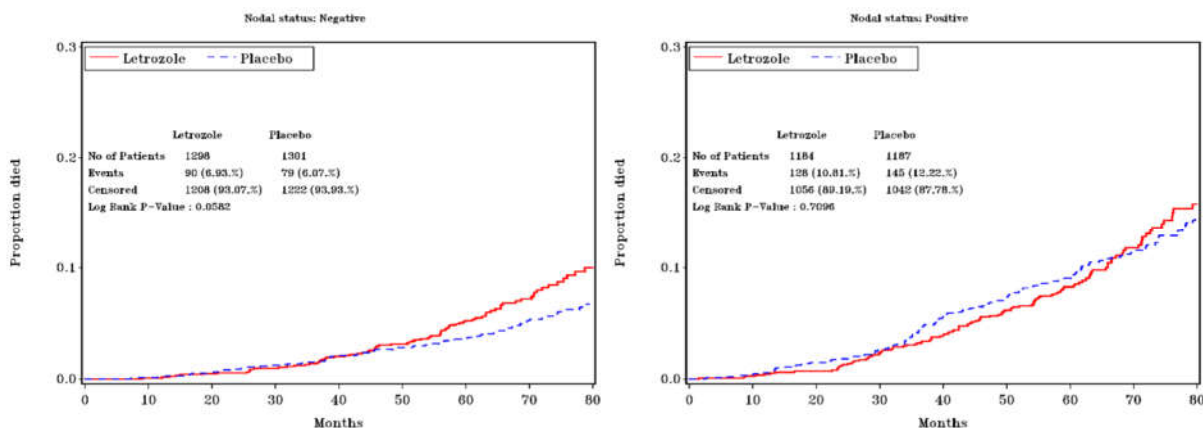 Nodal status: Negative
0.3
Letrozole Placebo
Letrozole Placebo
No of Patients 1298 1301
0.2
Events 90 (6.93.%) 79 (6.07.%)
Censored 1208 (93.07.%) 1222 (93.93.%)
Log Rank P-Value : 0.0582
Proportion died
0.1
0.0
0 10 20 30 40 50 60 70 80
Months
Nodal status: Positive
0.3
Letrozole Placebo
Letrozole Placebo
No of Patients 1184 1187
0.2
Events 128 (10.81.%) 145 (12.22.%)
Censored 1056 (89.19.%) 1042 (87.78.%)
Log Rank P-Value : 0.7096
Proportion died
0.1
0.0
0 10 20 30 40 50 60 70 80
Months